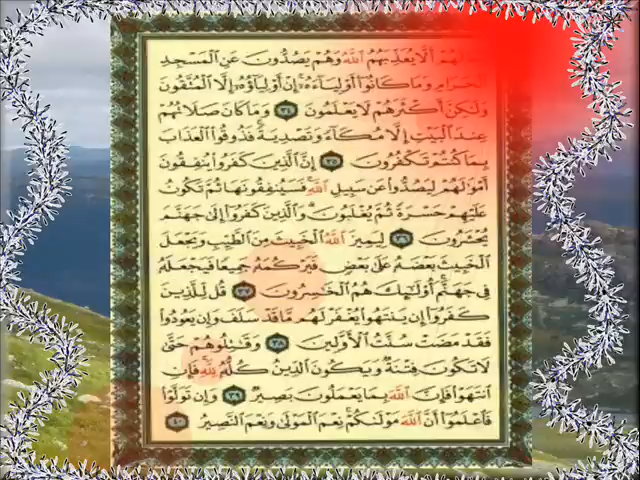 لهم ألا يعذبهم الله وهم يصدون عن المسجد
الحرام وما كانوا أولياءه إن أولياؤه إلا المتقون
ولكن أكثرهم لا يعلمون ٣٤ وما كان صلاتهم
عند البيت إلا مكاء وتصدية فذوقوا العذاب
بما كنتم تكفرون ٣٥ إن الذين كفروا ينفقون
أموالهم ليصدوا عن سبيل الله فسينفقونها ثم تكون
عليهم حسرة ثم يغلبون والذين كفروا إلى جهنم
يحشرون ٣٦ ليميز الله الخبيث من الطيب ويجعل
الخبيث بعضه على بعض فيركمه جميعا فيجعله
في جهنم أولئك هم الخاسرون ٣٧ قل للذين
كفروا إن ينتهوا يغفر لهم ما قد سلف وإن يعودوا
فقد مضت سنت الأولين ٣٨ وقاتلوهم حتى
لا تكون فتنة ويكون الدين كله لله فإن
انتهوا فإن الله بما يعملون بصير ٣٩ وإن تولوا
فاعلموا أن الله مولاكم نعم المولى ونعم النصير ٤٠